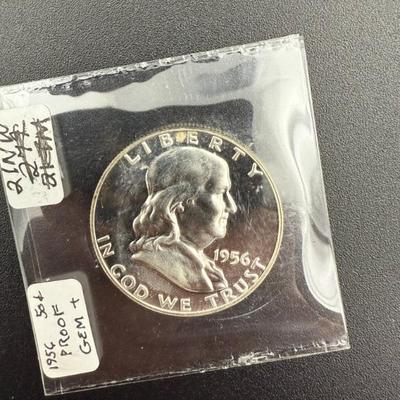 LIBERTY
1956
IN GOD WE TRUST
1956 50¢
PROOF
GEM +